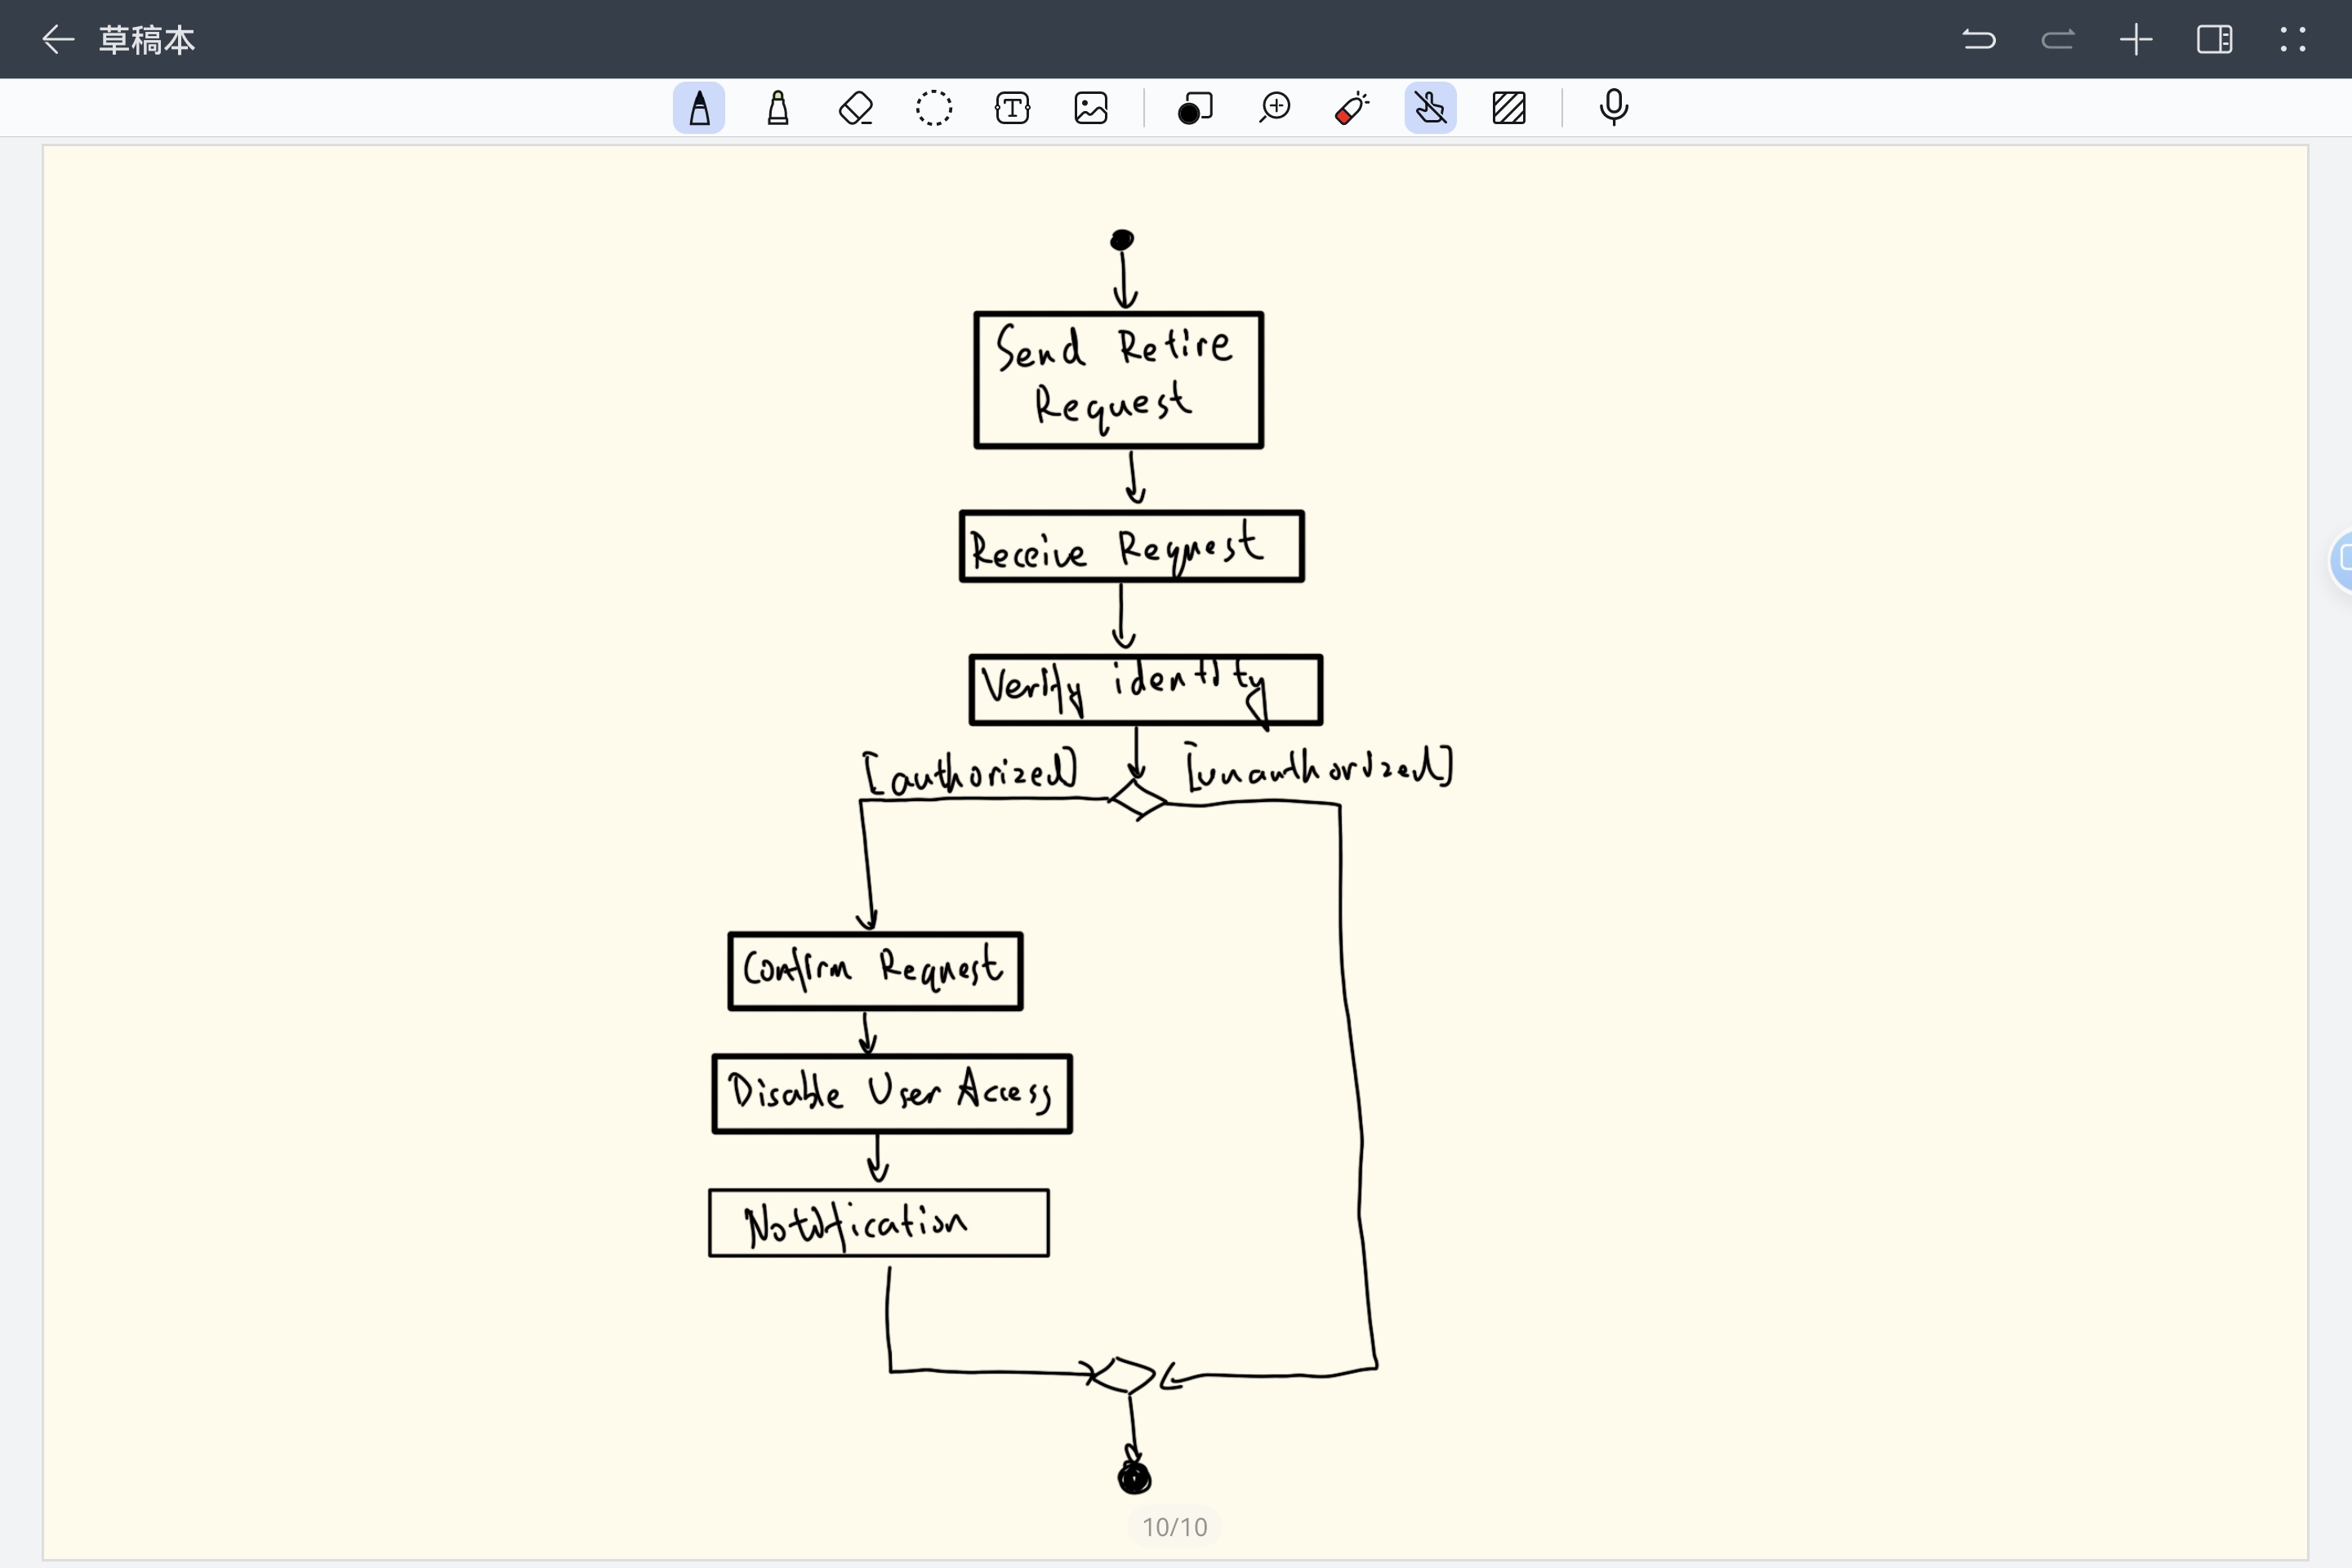 草稿本
Send Retire
Request
Receive Request
Verify identity
[authorized]
[unauthorized]
Confirm Request
Disable User Access
Notification
10/10